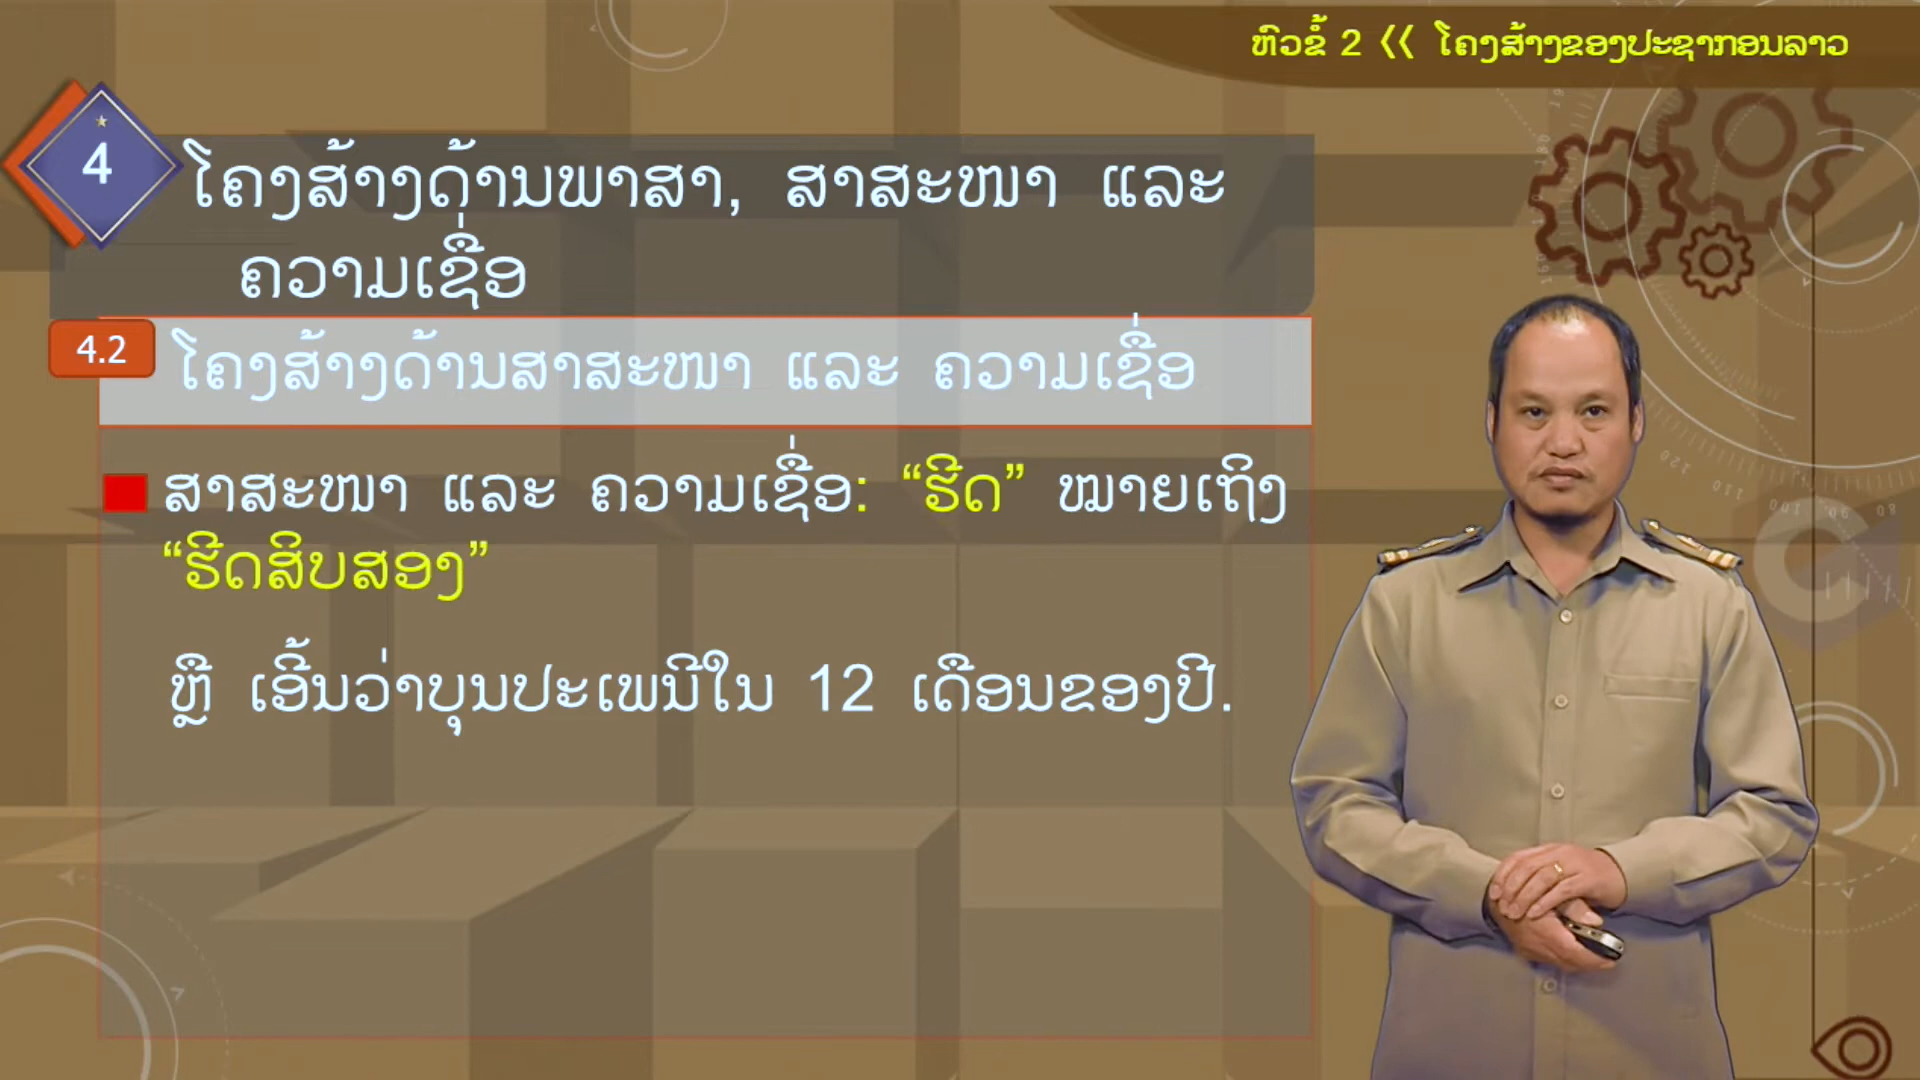 ຫົວຂໍ້ 2 << ໂຄງສ້າງຂອງປະຊາກອນລາວ
4
ໂຄງສ້າງດ້ານພາສາ, ສາສະໜາ ແລະ
ຄວາມເຊື່ອ
4.2
ໂຄງສ້າງດ້ານສາສະໜາ ແລະ ຄວາມເຊື່ອ
ສາສະໜາ ແລະ ຄວາມເຊື່ອ: “ຮີດ” ໝາຍເຖິງ
“ຮີດສິບສອງ”
ຫຼື ເອີ້ນວ່າບຸນປະເພນີໃນ 12 ເດືອນຂອງປີ.